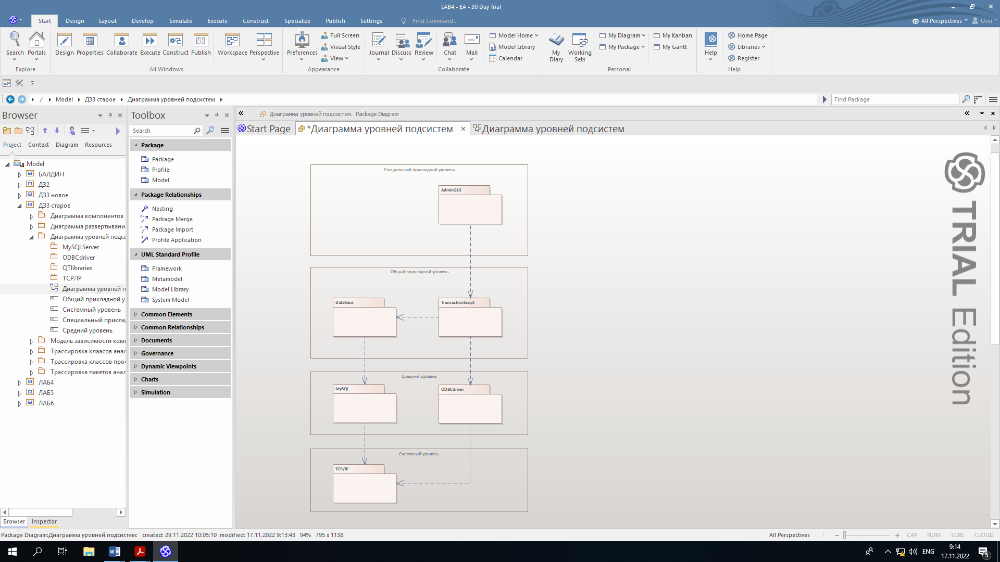 LAB4 - EA - 30 Day Trial
Start Design Layout Develop Simulate Execute Construct Specialize Publish Settings Find Command... All Perspectives User
Search Portals Design Properties Collaborate Execute Construct Publish Workspace Perspective Preferences Journal Discuss Review Chat Mail My Diary Working Sets Help
Full Screen Model Home My Diagram My Kanban Home Page
Visual Style Model Library My Package My Gantt Libraries
View Calendar Register
Explore All Windows Appearance Collaborate Personal Help
/ Model ДЗ3 старое Диаграмма уровней подсистем Find Package
Browser
Project Context Diagram Resources
Model
БАЛДИН
ДЗ2
ДЗ3 новое
ДЗ3 старое
Диаграмма компонентов
Диаграмма развертывани
Диаграмма уровней подси
MySQLServer
ODBCdriver
QTlibraries
TCP/IP
Диаграмма уровней п
Общий прикладной у
Системный уровень
Специальный прикла
Средний уровень
Модель зависимости ком
Трассировка клаасов анал
Трассировка классов прое
Трассировка пакетов анал
ЛАБ4
ЛАБ5
ЛАБ6
Browser Inspector
Toolbox
Search
Package
Package
Profile
Model
Package Relationships
Nesting
Package Merge
Package Import
Profile Application
UML Standard Profile
Framework
Metamodel
Model Library
System Model
Common Elements
Common Relationships
Documents
Governance
Dynamic Viewpoints
Charts
Simulation
Диаграмма уровней подсистем. Package Diagram
Start Page *Диаграмма уровней подсистем Диаграмма уровней подсистем
Специальный прикладной уровень
AdminGUI
Общий прикладной уровень
DataBase TransactionScript
Средний уровень
MySQL ODBCdriver
Системный уровень
TCP/IP
TRIAL Edition
Package Diagram:Диаграмма уровней подсистем: created: 29.11.2022 10:05:10 modified: 17.11.2022 9:13:43 94% 795 x 1138 All Perspectives CAP NUM SCRL CLOUD
ENG 9:14
17.11.2022 5